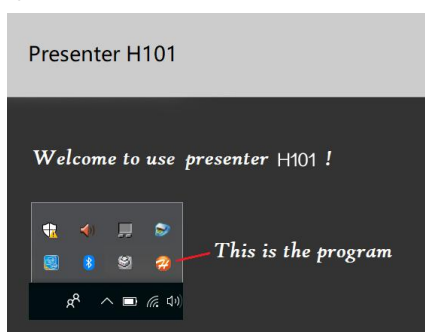 Presenter H101
Welcome to use presenter H101 !
This is the program